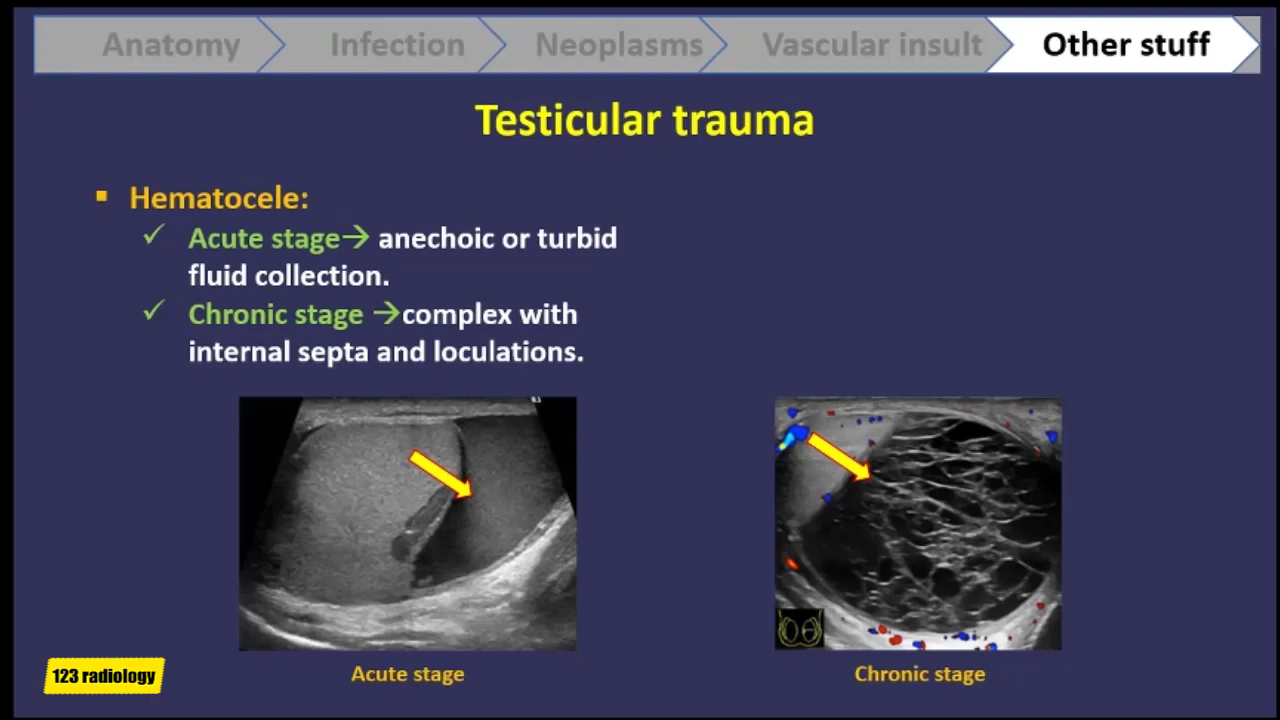 Anatomy Infection Neoplasms Vascular insult Other stuff
Testicular trauma
▪ Hematocele:
✓ Acute stage→ anechoic or turbid
fluid collection.
✓ Chronic stage →complex with
internal septa and loculations.
Acute stage
Chronic stage
123 radiology